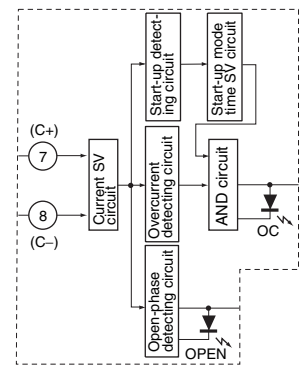 (C+)
7
8
(C−)
Current SV
circuit
Start-up detect-
ing circuit
Start-up mode
time SV circuit
Overcurrent
detecting circuit
AND circuit
OC
Open-phase
detecting circuit
OPEN